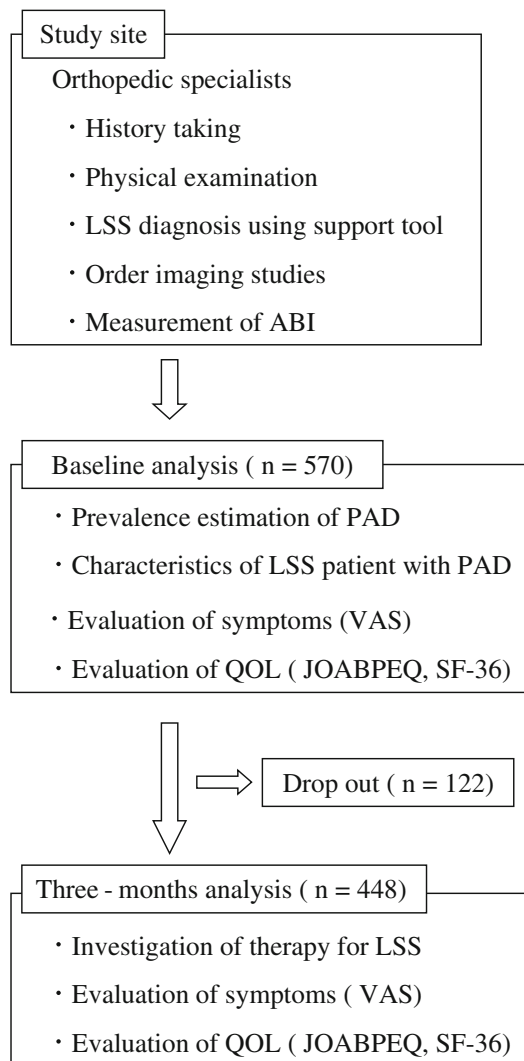 Study site
Orthopedic specialists
・History taking
・Physical examination
・LSS diagnosis using support tool
・Order imaging studies
・Measurement of ABI
Baseline analysis ( n = 570)
・Prevalence estimation of PAD
・Characteristics of LSS patient with PAD
・Evaluation of symptoms (VAS)
・Evaluation of QOL ( JOABPEQ, SF-36)
Drop out ( n = 122)
Three - months analysis ( n = 448)
・Investigation of therapy for LSS
・Evaluation of symptoms ( VAS)
・Evaluation of QOL ( JOABPEQ, SF-36)